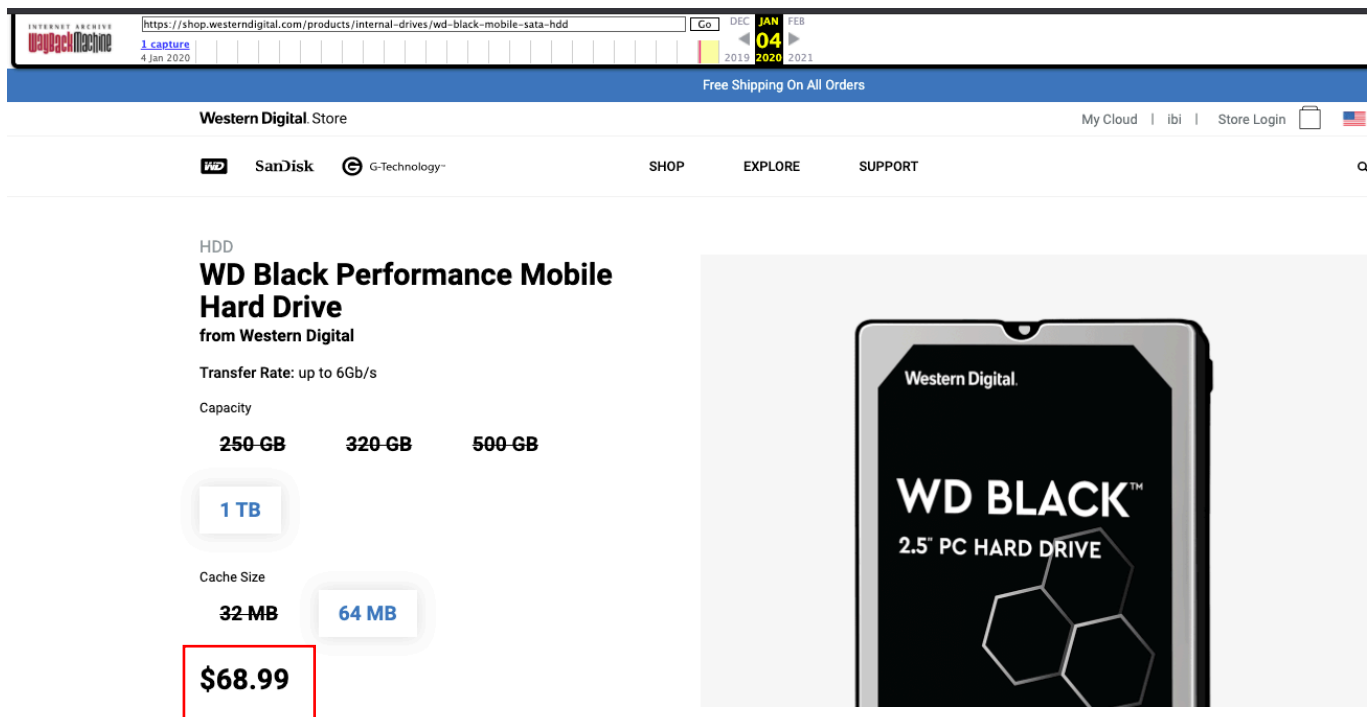 INTERNET ARCHIVE
WayBackMachine
https://shop.westerndigital.com/products/internal-drives/wd-black-mobile-sata-hdd
Go
DEC JAN FEB
1 capture
04
4 Jan 2020
2019 2020 2021
Free Shipping On All Orders
Western Digital. Store
My Cloud | ibi | Store Login
WD SanDisk G G-Technology™
SHOP EXPLORE SUPPORT
HDD
WD Black Performance Mobile
Hard Drive
from Western Digital
Transfer Rate: up to 6Gb/s
Capacity
250 GB 320 GB 500 GB
1 TB
Cache Size
32 MB 64 MB
$68.99
Western Digital.
WD BLACK™
2.5" PC HARD DRIVE